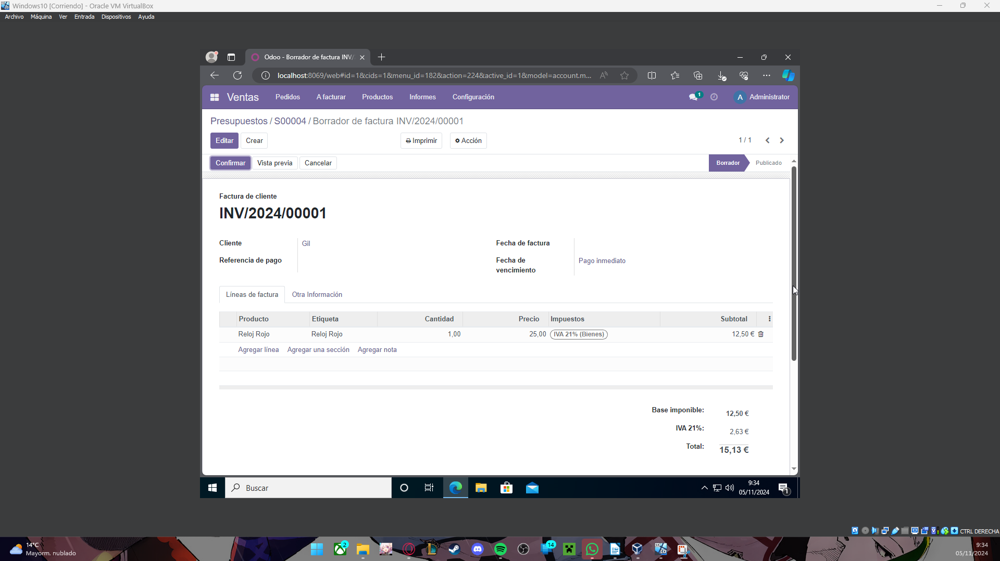 Windows10 [Corriendo] - Oracle VM VirtualBox
Archivo Máquina Ver Entrada Dispositivos Ayuda
Odoo - Borrador de factura INV/
localhost:8069/web#id=1&cids=1&menu_id=182&action=224&active_id=1&model=account.m...
Ventas Pedidos A facturar Productos Informes Configuración 1 A Administrator
Presupuestos / S00004 / Borrador de factura INV/2024/00001
Editar Crear Imprimir Acción 1 / 1
Confirmar Vista previa Cancelar Borrador Publicado
Factura de cliente
INV/2024/00001
Cliente Gil Fecha de factura
Referencia de pago Fecha de vencimiento Pago inmediato
Líneas de factura Otra Información
Producto Etiqueta Cantidad Precio Impuestos Subtotal
Reloj Rojo Reloj Rojo 1,00 25,00 IVA 21% (Bienes) 12,50 €
Agregar línea Agregar una sección Agregar nota
Base imponible: 12,50 €
IVA 21%: 2,63 €
Total: 15,13 €
Buscar
9:34
05/11/2024
1
CTRL DERECHA
14°C
Mayorm. nublado
2
14
9:34
05/11/2024